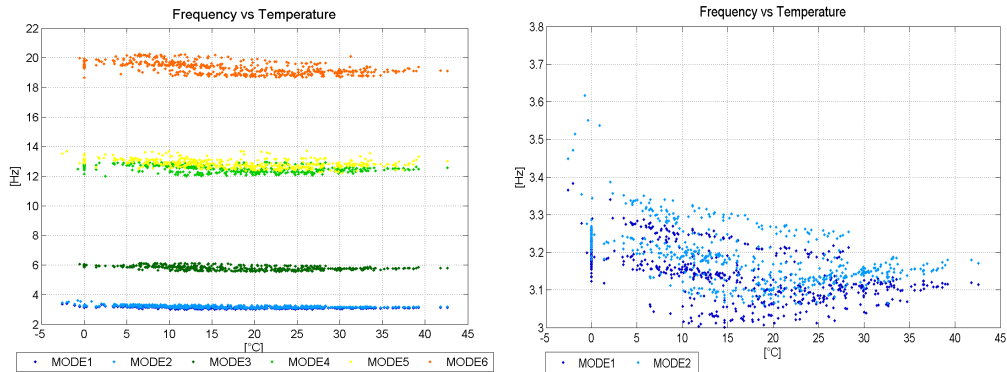 Frequency vs Temperature
22
20
18
16
14
12
10
8
6
4
2
[Hz]
-5 0 5 10 15 20 25 30 35 40 45
[°C]
MODE1 MODE2 MODE3 MODE4 MODE5 MODE6
Frequency vs Temperature
3.8
3.7
3.6
3.5
3.4
3.3
3.2
3.1
3
[Hz]
-5 0 5 10 15 20 25 30 35 40 45
[°C]
MODE1 MODE2